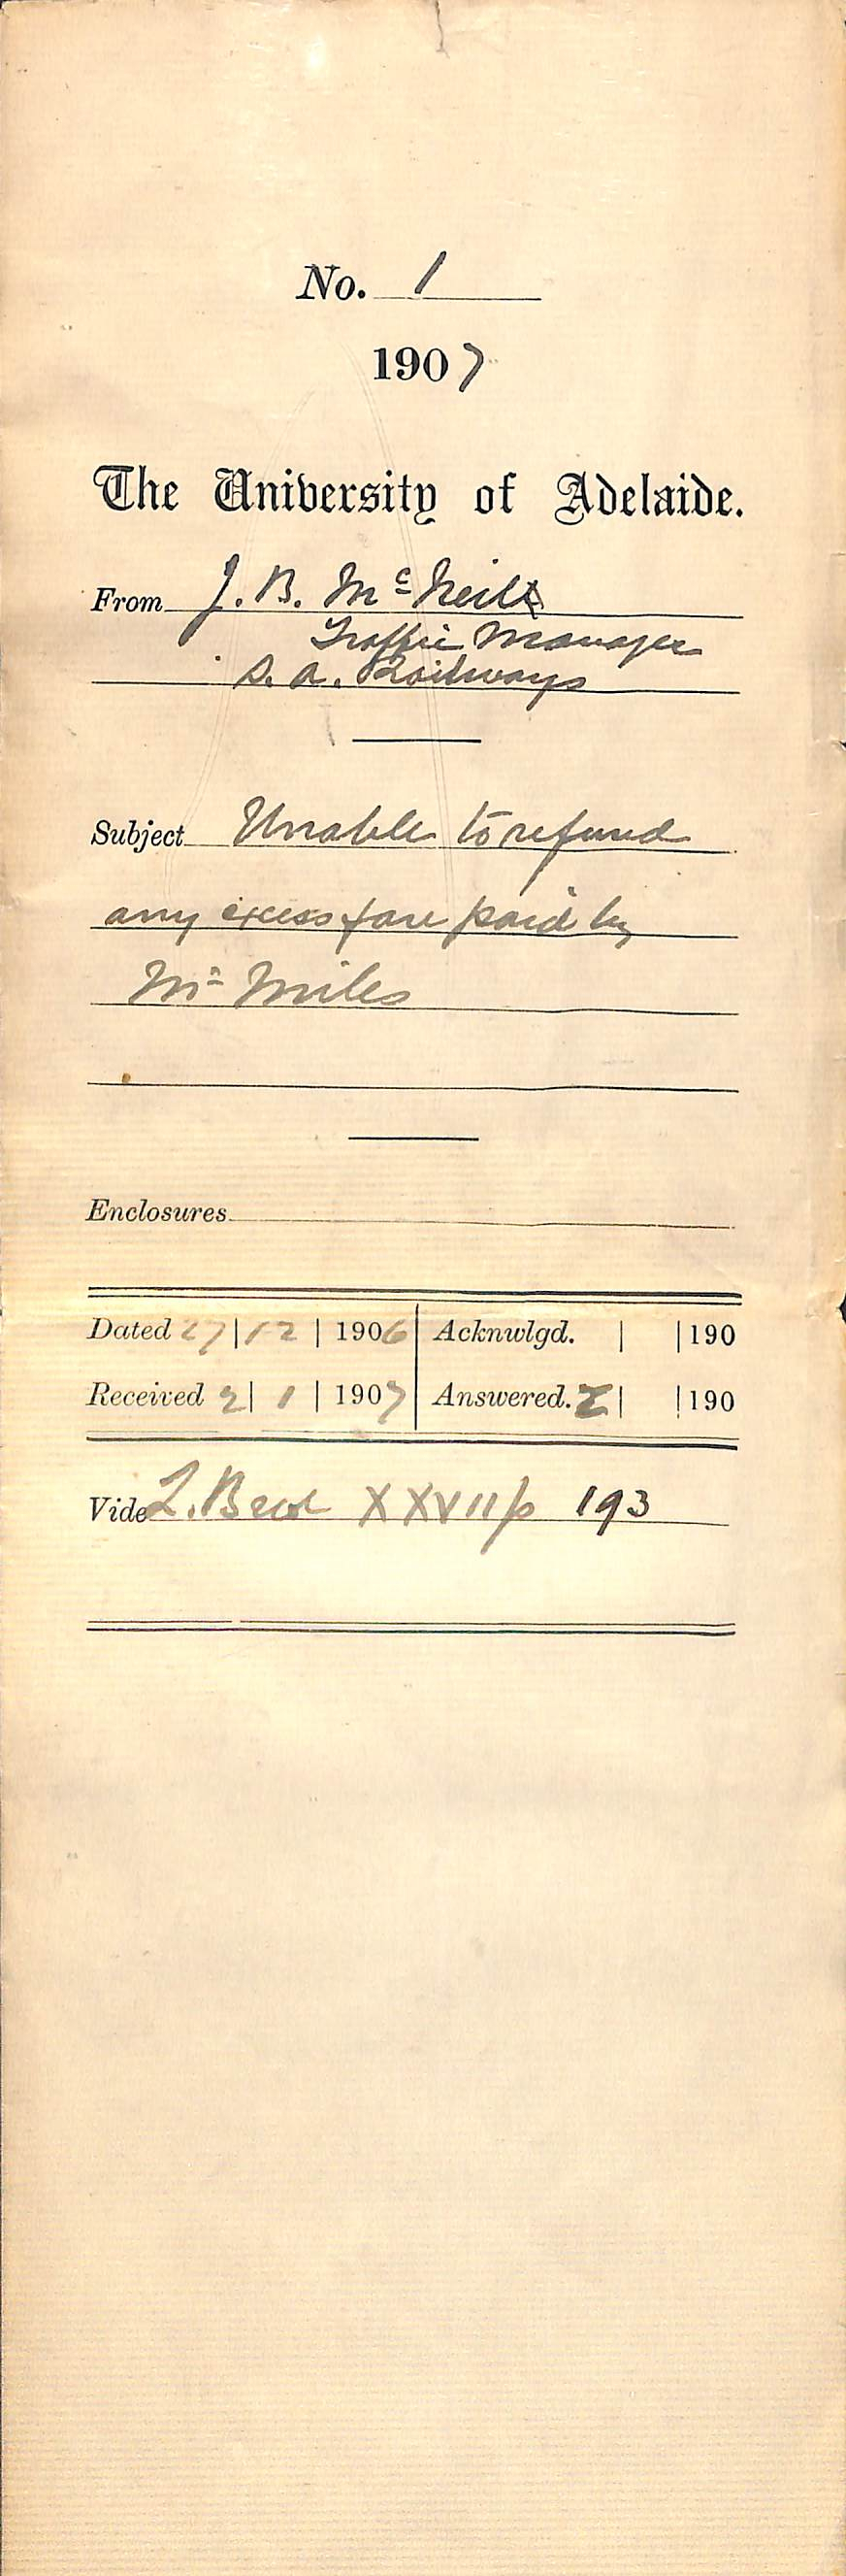 No. 1
1907
The University of Adelaide.
From J. B. McNeil
Traffic Manager
S. A. Railways
Subject Unable to refund
any excess fare paid by
Mr Miles
Enclosures
Dated 27 | 12 | 1906 Acknwlgd. | | 190
Received 2 | 1 | 1907 Answered. | | 190
Vide L. Book XXVII p 193